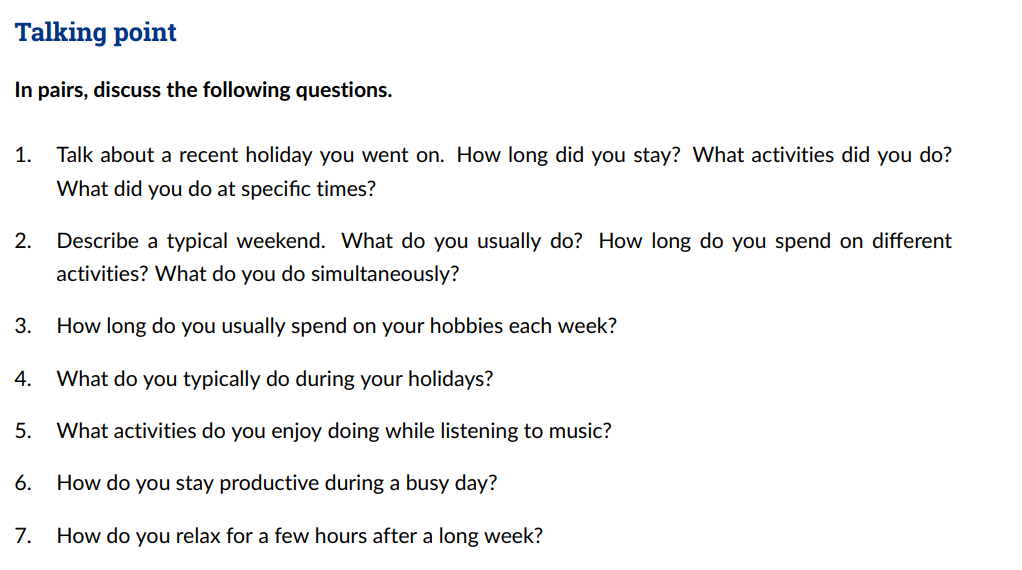 Talking point
In pairs, discuss the following questions.
1. Talk about a recent holiday you went on. How long did you stay? What activities did you do?
What did you do at specific times?
2. Describe a typical weekend. What do you usually do? How long do you spend on different
activities? What do you do simultaneously?
3. How long do you usually spend on your hobbies each week?
4. What do you typically do during your holidays?
5. What activities do you enjoy doing while listening to music?
6. How do you stay productive during a busy day?
7. How do you relax for a few hours after a long week?